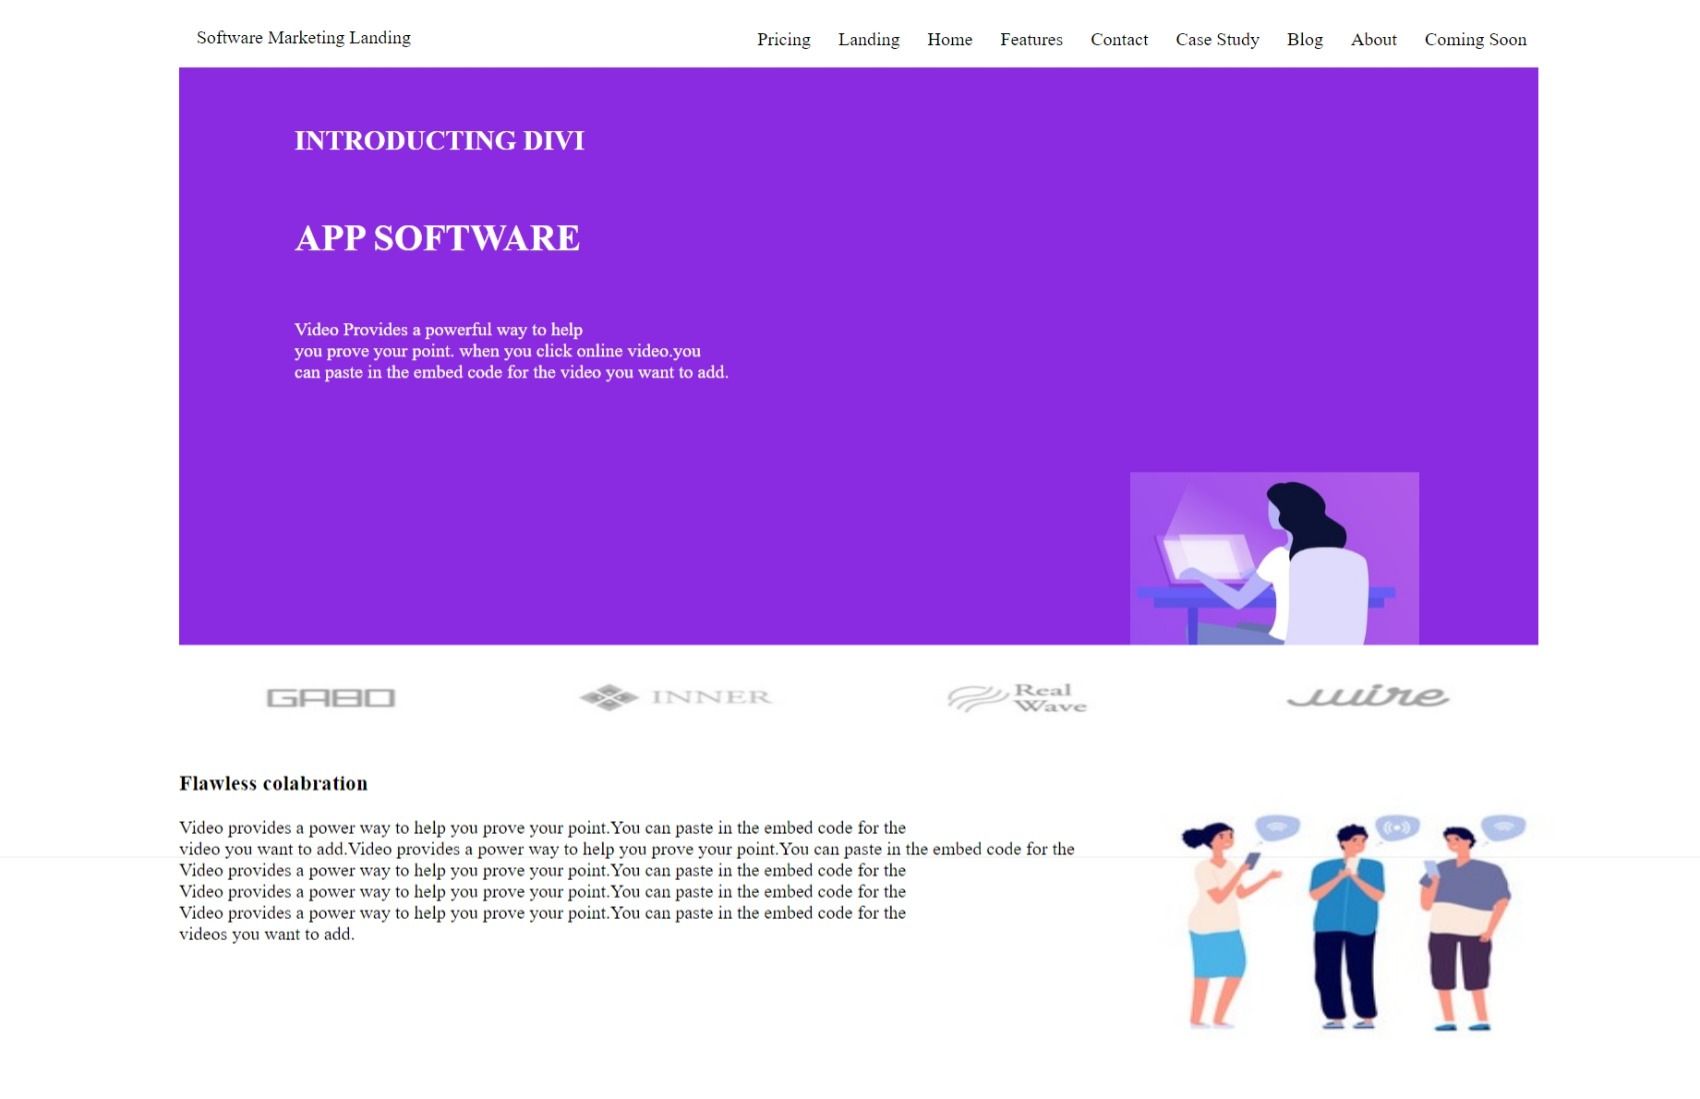 Software Marketing Landing
Pricing Landing Home Features Contact Case Study Blog About Coming Soon
INTRODUCTING DIVI
APP SOFTWARE
Video Provides a powerful way to help
you prove your point. when you click online video.you
can paste in the embed code for the video you want to add.
GABO
INNER
Real
Wave
wire
Flawless colabration
Video provides a power way to help you prove your point.You can paste in the embed code for the
video you want to add.Video provides a power way to help you prove your point.You can paste in the embed code for the
Video provides a power way to help you prove your point.You can paste in the embed code for the
Video provides a power way to help you prove your point.You can paste in the embed code for the
Video provides a power way to help you prove your point.You can paste in the embed code for the
videos you want to add.